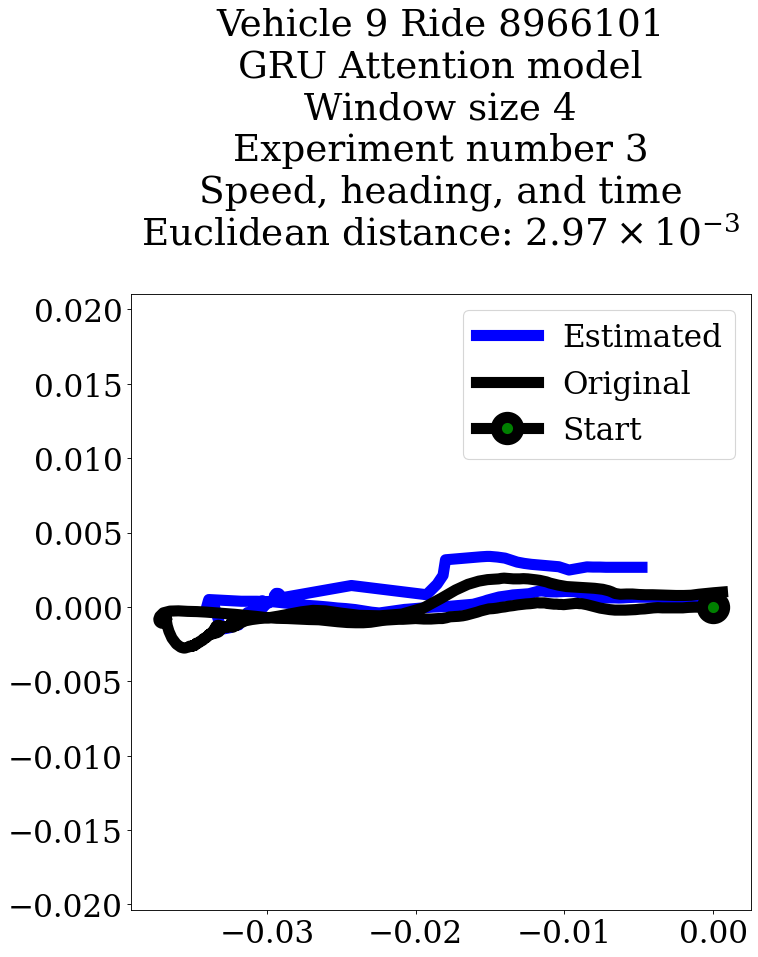 Vehicle 9 Ride 8966101
GRU Attention model
Window size 4
Experiment number 3
Speed, heading, and time
Euclidean distance: 2.97 × 10⁻³
Estimated
Original
Start
0.020
0.015
0.010
0.005
0.000
−0.005
−0.010
−0.015
−0.020
−0.03
−0.02
−0.01
0.00